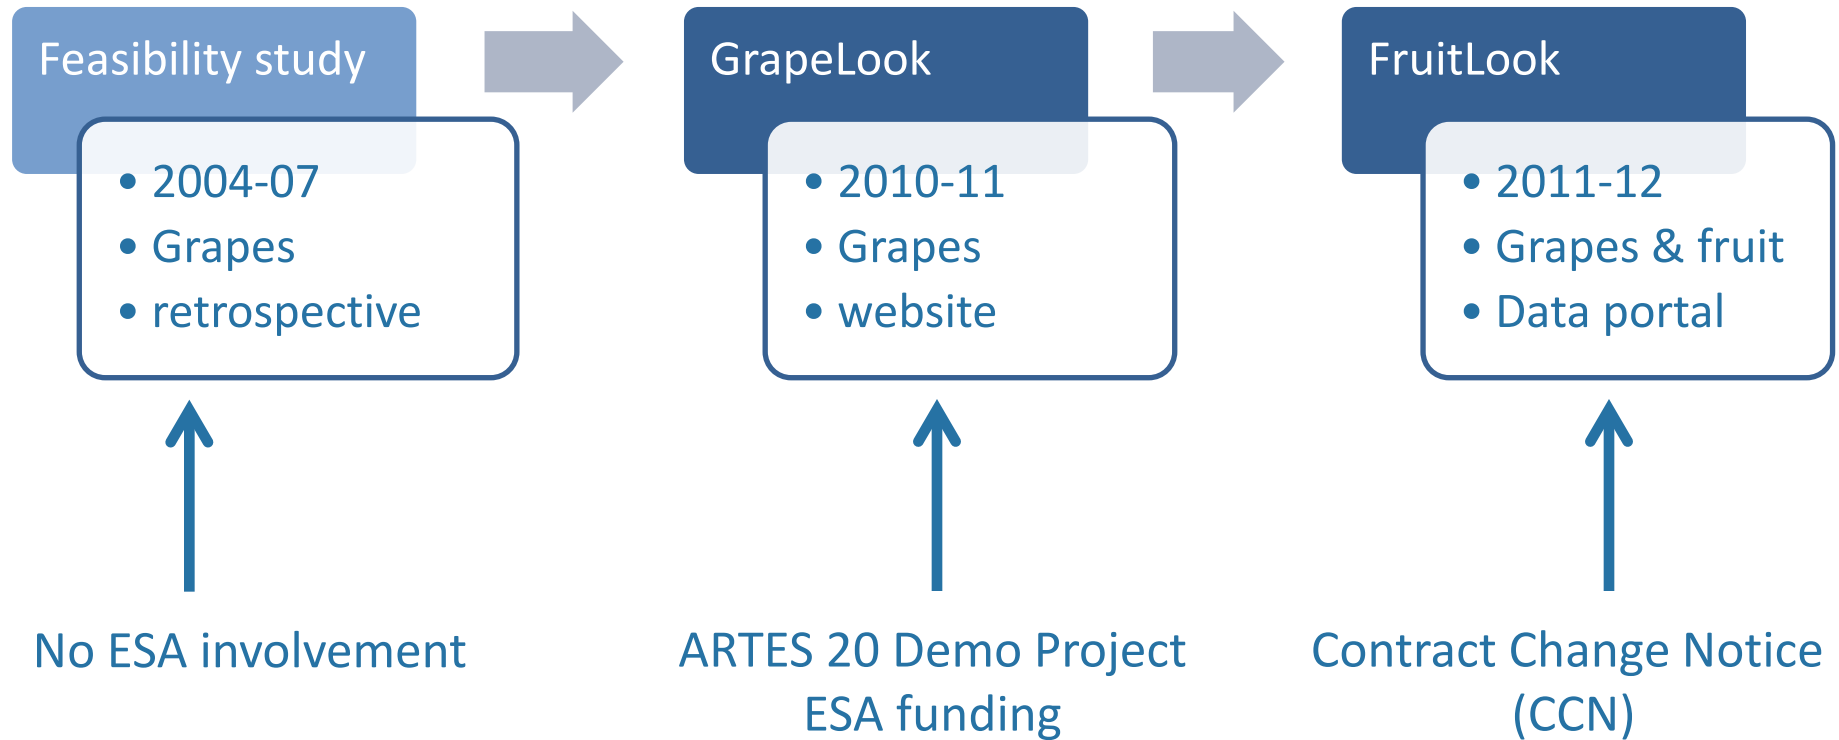 Feasibility study
• 2004-07
• Grapes
• retrospective
No ESA involvement
GrapeLook
• 2010-11
• Grapes
• website
ARTES 20 Demo Project
ESA funding
FruitLook
• 2011-12
• Grapes & fruit
• Data portal
Contract Change Notice
(CCN)